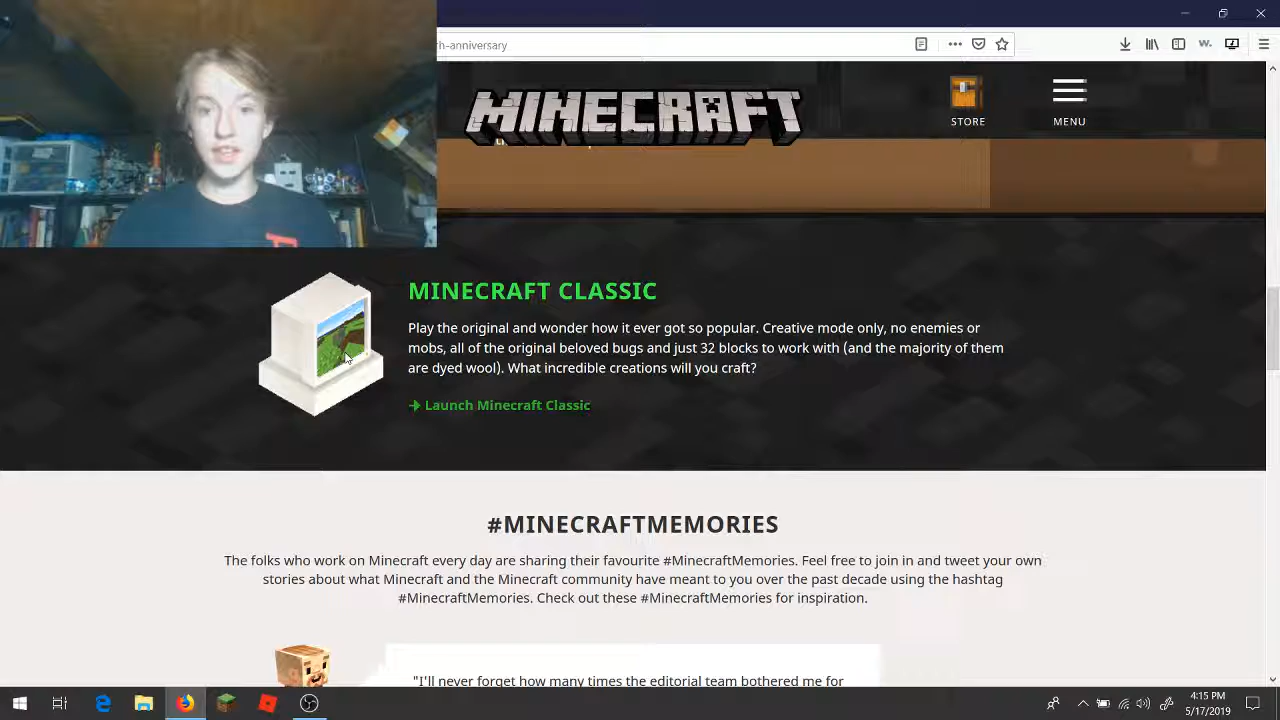 h-anniversary
MINECRAFT
STORE
MENU
MINECRAFT CLASSIC
Play the original and wonder how it ever got so popular. Creative mode only, no enemies or
mobs, all of the original beloved bugs and just 32 blocks to work with (and the majority of them
are dyed wool). What incredible creations will you craft?
Launch Minecraft Classic
#MINECRAFTMEMORIES
The folks who work on Minecraft every day are sharing their favourite #MinecraftMemories. Feel free to join in and tweet your own
stories about what Minecraft and the Minecraft community have meant to you over the past decade using the hashtag
#MinecraftMemories. Check out these #MinecraftMemories for inspiration.
"I'll never forget how many times the editorial team bothered me for
4:15 PM
5/17/2019